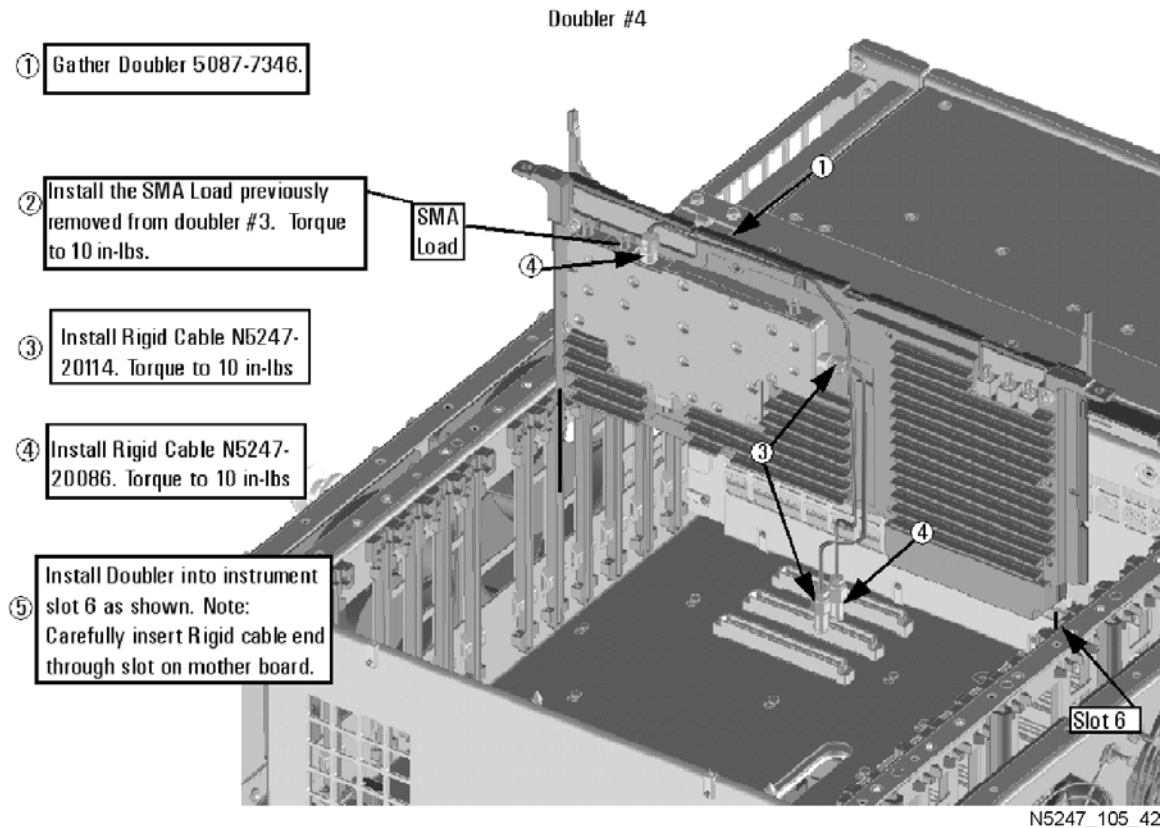 Doubler #4
① Gather Doubler 5087-7346.
② Install the SMA Load previously
removed from doubler #3. Torque
to 10 in-lbs.
③ Install Rigid Cable N5247-
20114. Torque to 10 in-lbs
④ Install Rigid Cable N5247-
20086. Torque to 10 in-lbs
⑤ Install Doubler into instrument
slot 6 as shown. Note:
Carefully insert Rigid cable end
through slot on mother board.
SMA
Load
①
④
③
④
Slot 6
N5247_105_42